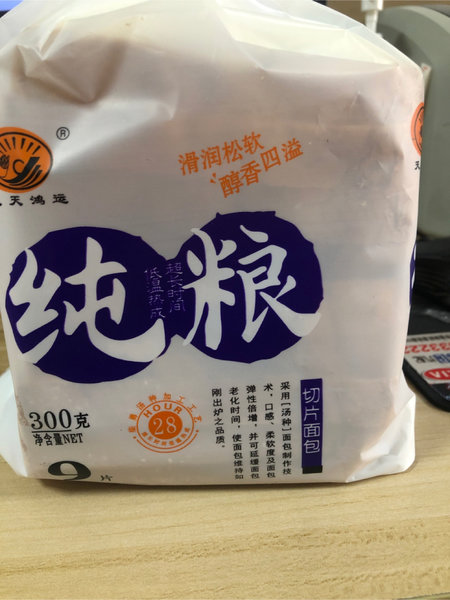 ®
天鸿运
滑润松软
醇香四溢
纯粮
超长时间
低温熟成
300克
净含量NET
9片
HOUR
28
切片面包
采用[汤种]面包制作技
术，口感、柔软度及面包
弹性倍增，并可延缓面包
老化时间，使面包维持如
刚出炉之品质。
33222